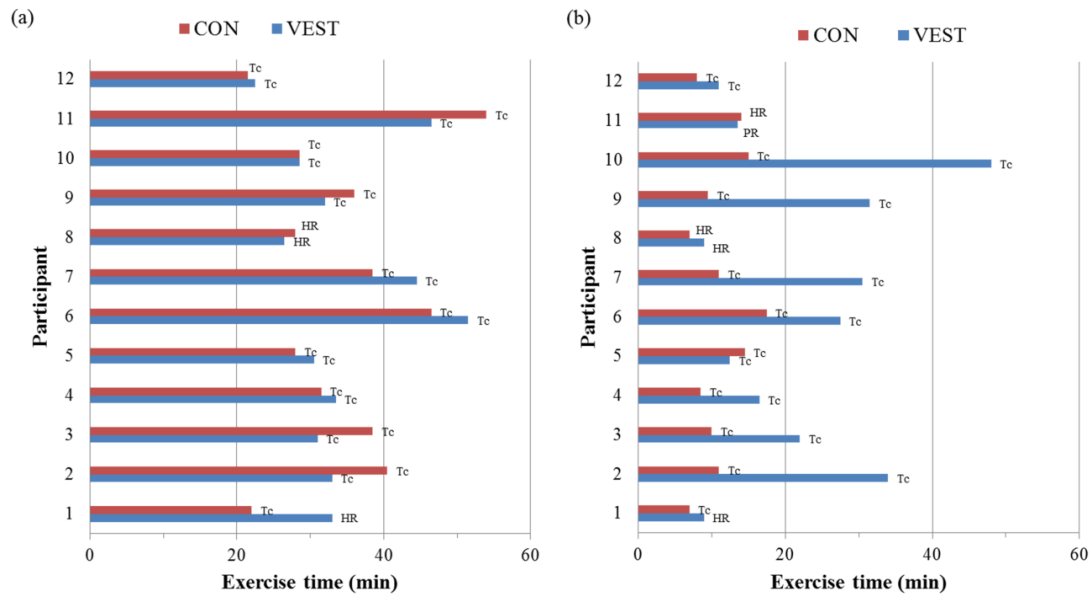 (a)
CON VEST
12 Tc
Tc
11 Tc
Tc
10 Tc
Tc
9 Tc
Tc
8 HR
HR
7 Tc
Tc
6 Tc
Tc
5 Tc
Tc
4 Tc
Tc
3 Tc
Tc
2 Tc
Tc
1 Tc
HR
Participant
0 20 40 60
Exercise time (min)
(b)
CON VEST
12 Tc
Tc
11 HR
PR
10 Tc
Tc
9 Tc
Tc
8 HR
HR
7 Tc
Tc
6 Tc
Tc
5 Tc
Tc
4 Tc
Tc
3 Tc
Tc
2 Tc
Tc
1 Tc
HR
Participant
0 20 40 60
Exercise time (min)